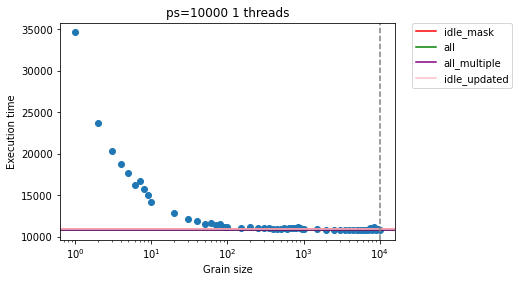 ps=10000 1 threads
Execution time
35000
30000
25000
20000
15000
10000
10^0
10^1
10^2
10^3
10^4
Grain size
idle_mask
all
all_multiple
idle_updated